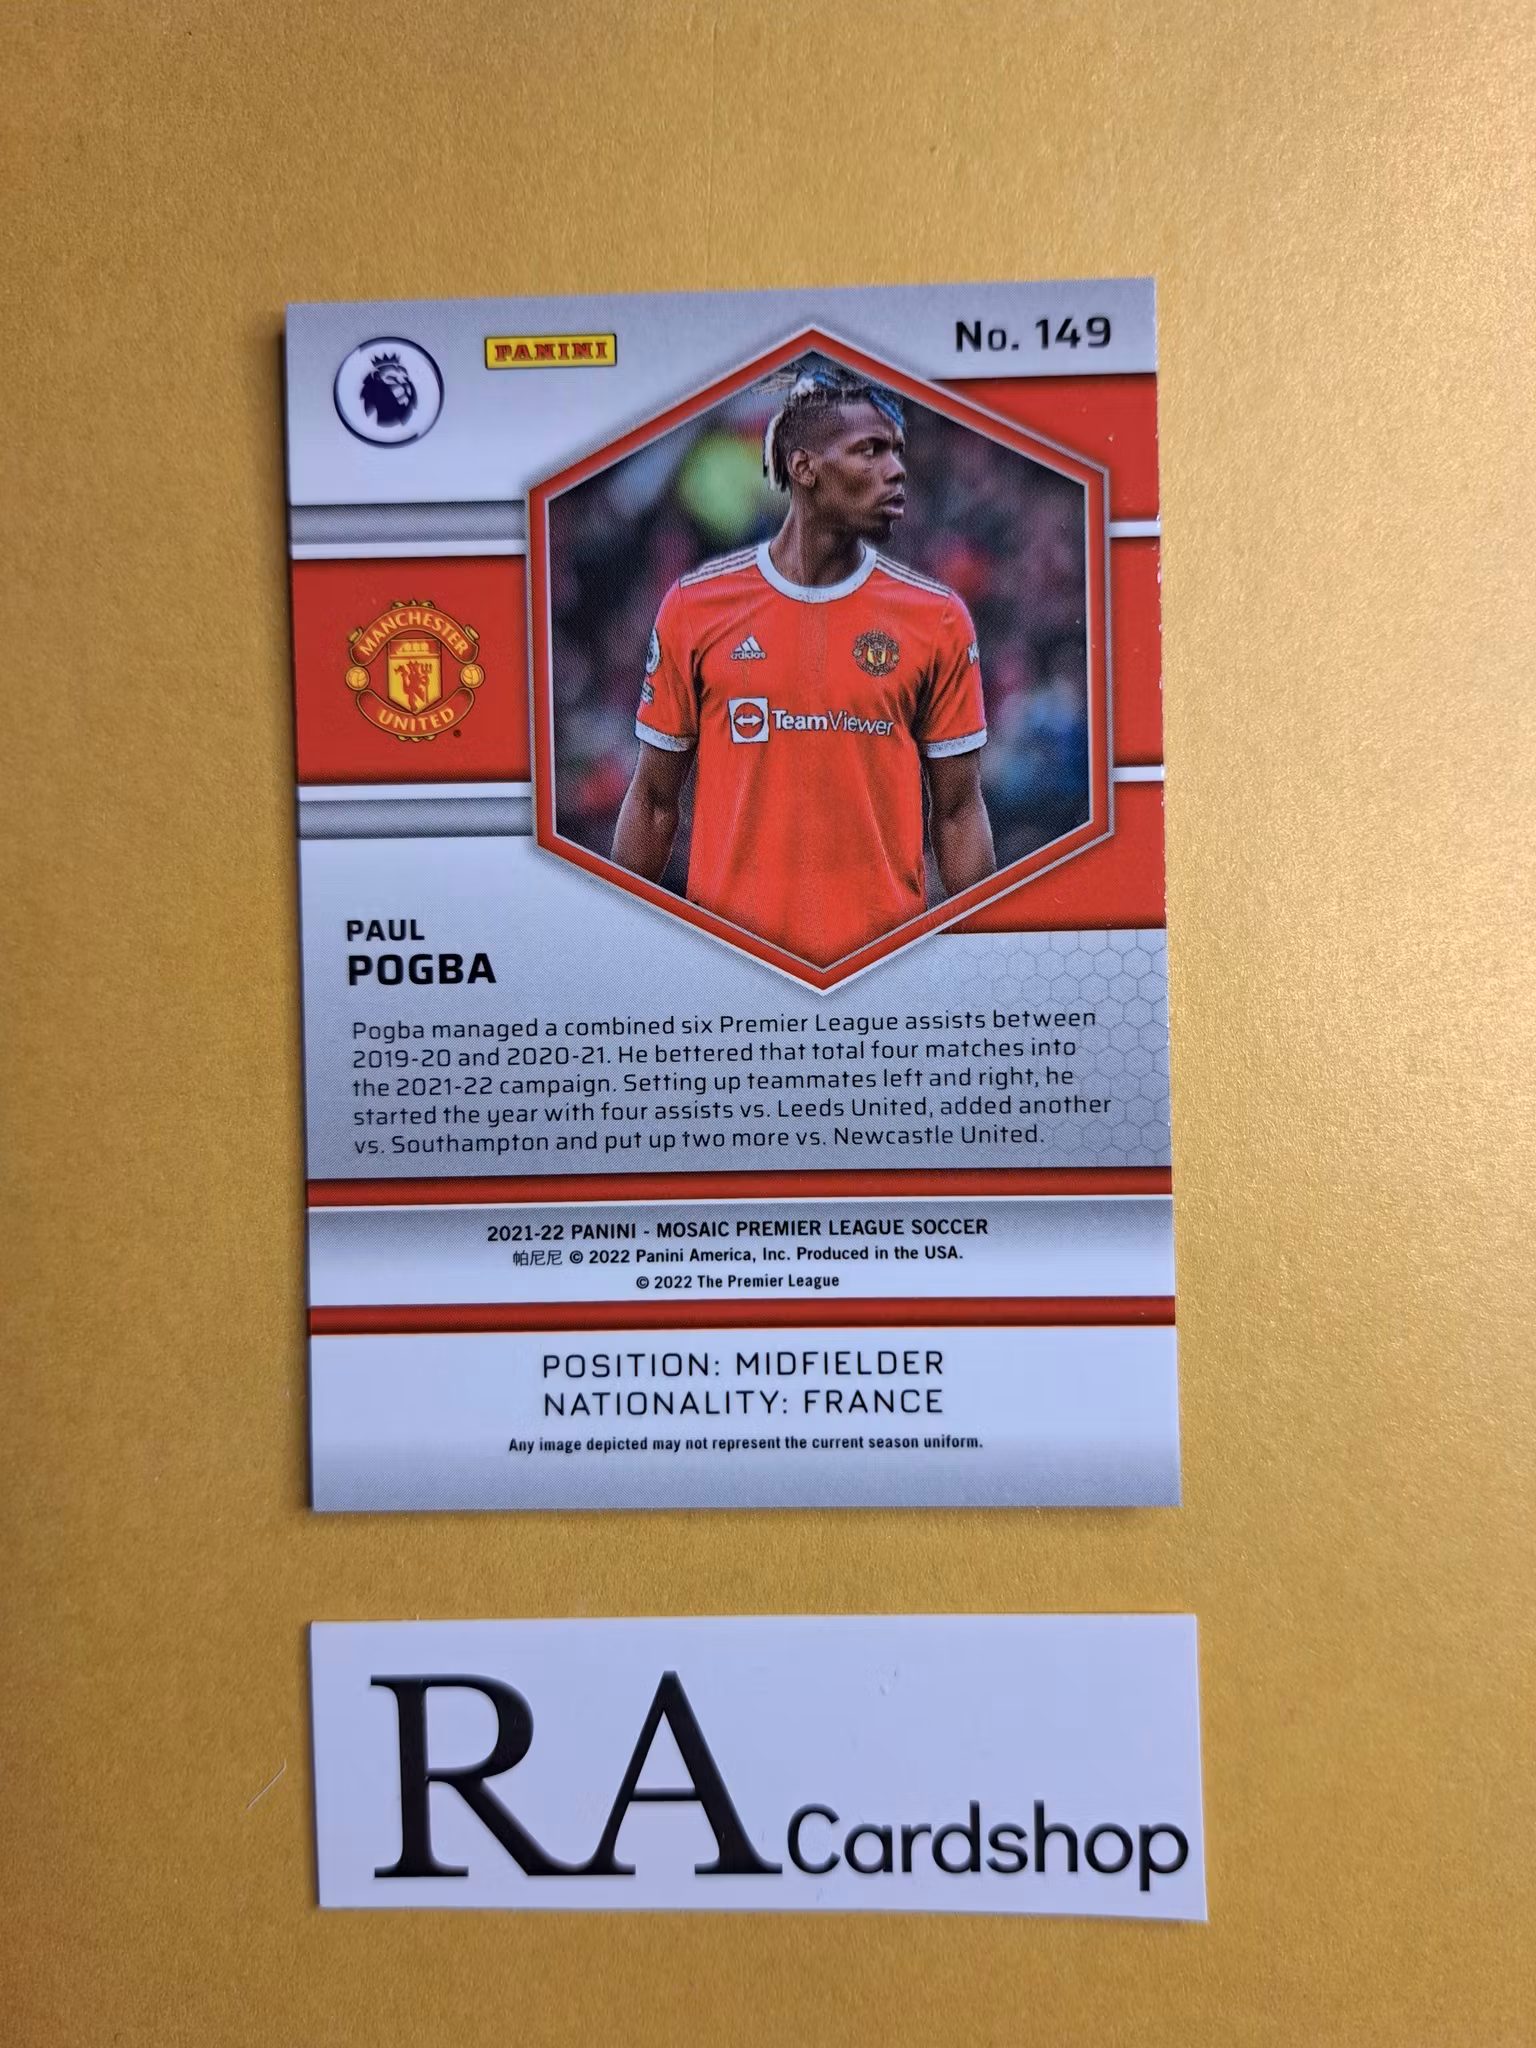 PANINI
No. 149
MANCHESTER
UNITED
adidas
TeamViewer
PAUL
POGBA
Pogba managed a combined six Premier League assists between
2019-20 and 2020-21. He bettered that total four matches into
the 2021-22 campaign. Setting up teammates left and right, he
started the year with four assists vs. Leeds United, added another
vs. Southampton and put up two more vs. Newcastle United.
2021-22 PANINI - MOSAIC PREMIER LEAGUE SOCCER
帕尼尼 © 2022 Panini America, Inc. Produced in the USA.
© 2022 The Premier League
POSITION: MIDFIELDER
NATIONALITY: FRANCE
Any image depicted may not represent the current season uniform.
RA Cardshop